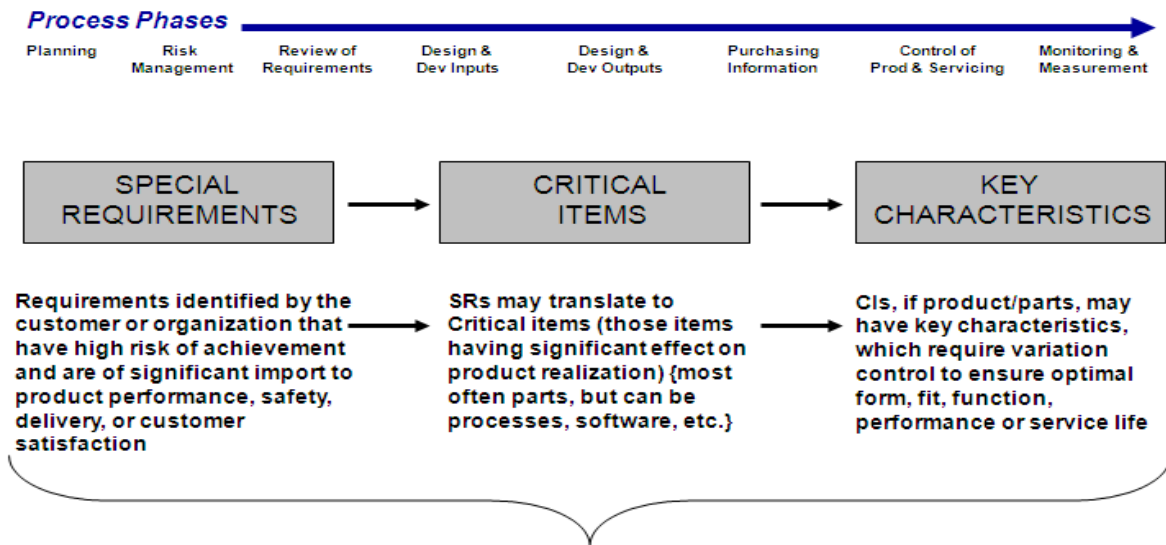 Process Phases
Planning
Risk
Management
Review of
Requirements
Design &
Dev Inputs
Design &
Dev Outputs
Purchasing
Information
Control of
Prod & Servicing
Monitoring &
Measurement
SPECIAL
REQUIREMENTS
CRITICAL
ITEMS
KEY
CHARACTERISTICS
Requirements identified by the
customer or organization that
have high risk of achievement
and are of significant import to
product performance, safety,
delivery, or customer
satisfaction
SRs may translate to
Critical items (those items
having significant effect on
product realization) {most
often parts, but can be
processes, software, etc.}
CIs, if product/parts, may
have key characteristics,
which require variation
control to ensure optimal
form, fit, function,
performance or service life